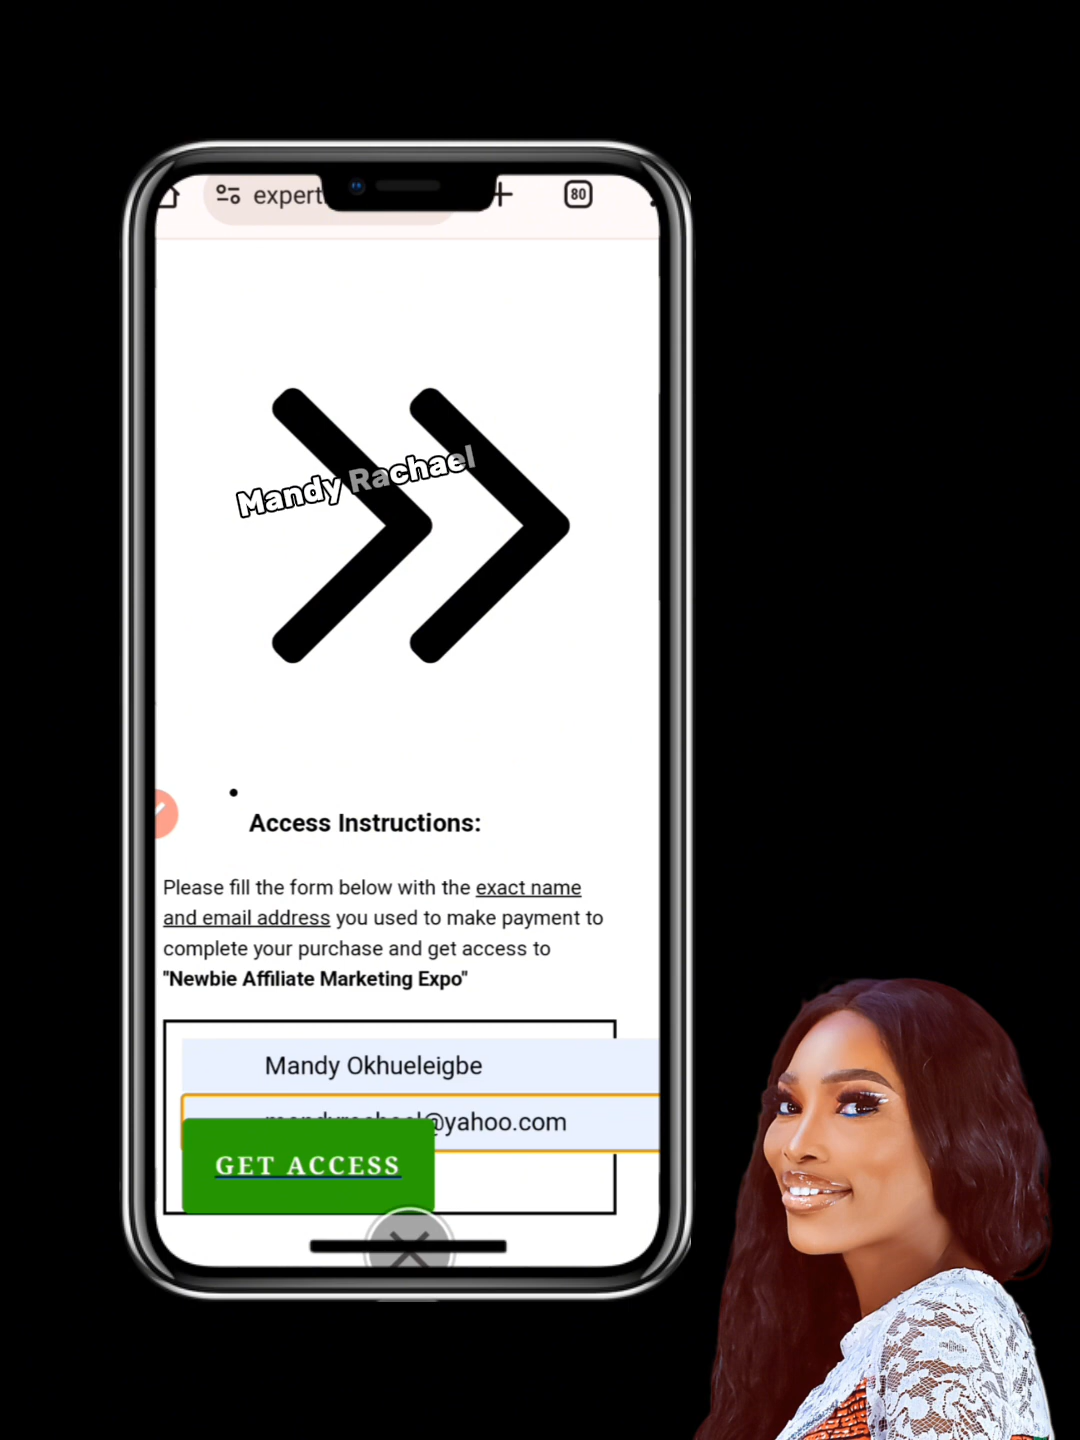 expert
80
Mandy Rachael
Access Instructions:
Please fill the form below with the exact name
and email address you used to make payment to
complete your purchase and get access to
"Newbie Affiliate Marketing Expo"
Mandy Okhueleigbe
@yahoo.com
GET ACCESS